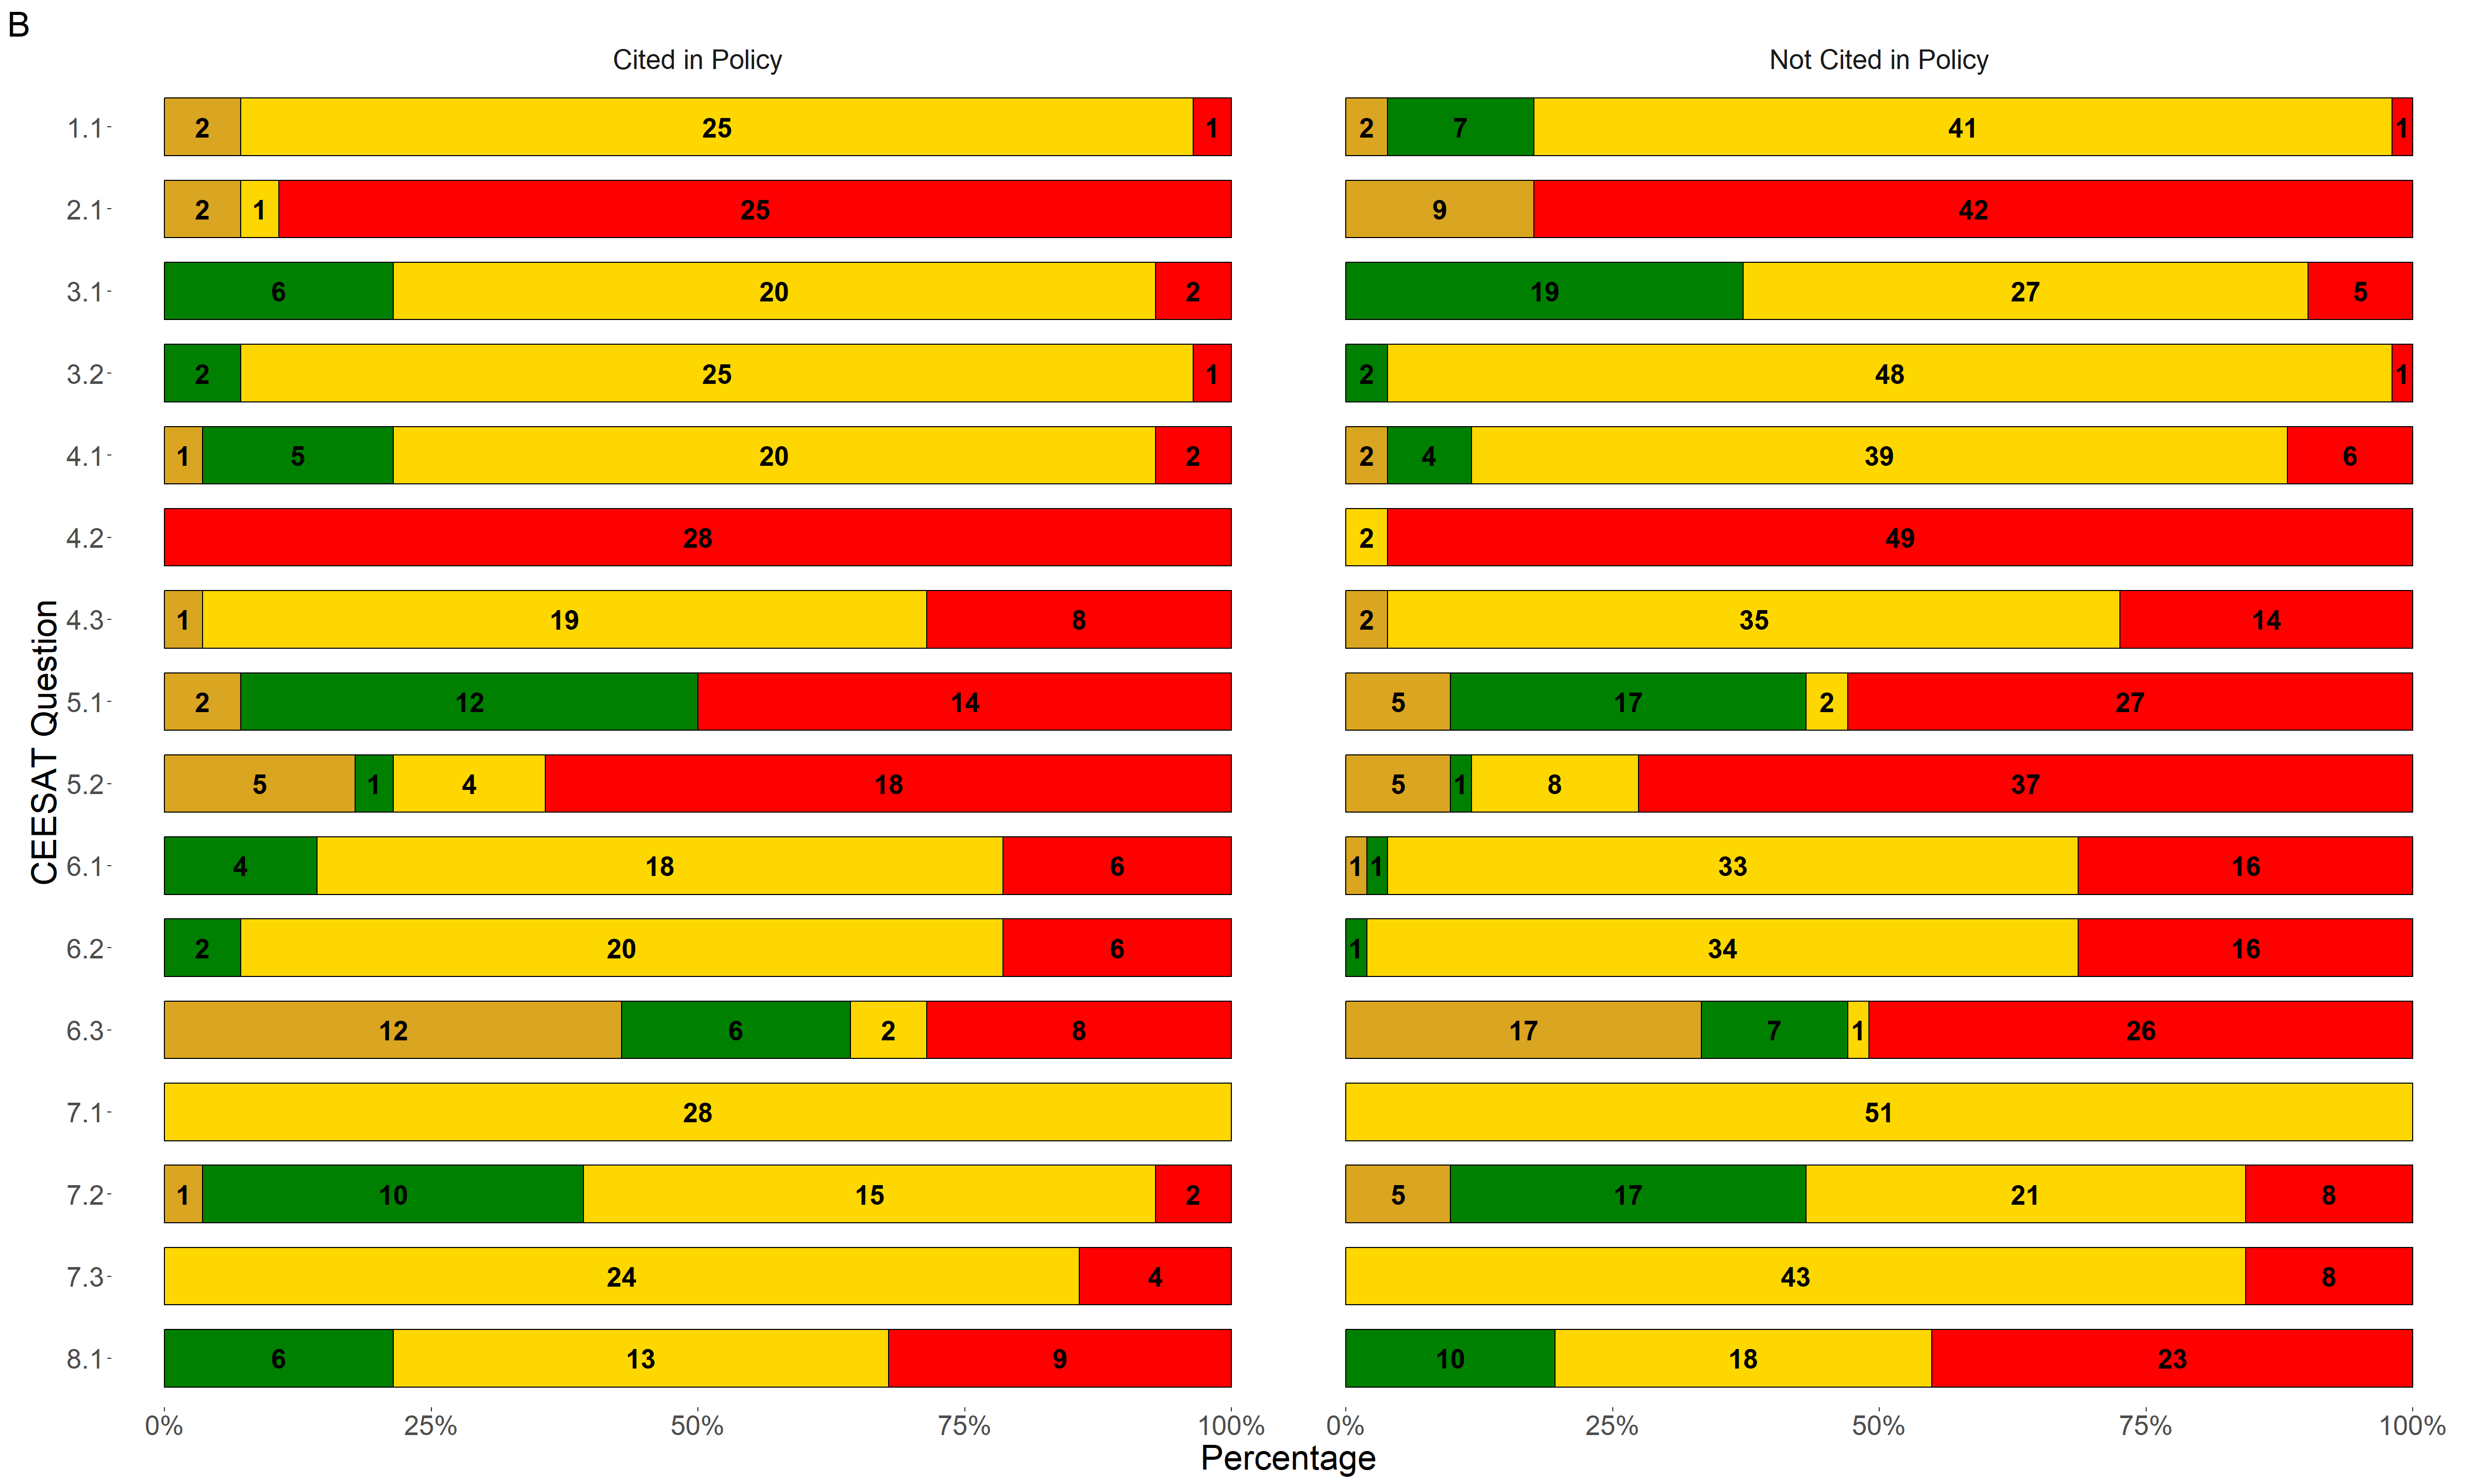 B
Cited in Policy
Not Cited in Policy
1.1 2 25 1 2 7 41 1
2.1 2 1 25 9 42
3.1 6 20 2 19 27 5
3.2 2 25 1 2 48 1
4.1 1 5 20 2 2 4 39 6
4.2 28 2 49
4.3 1 19 8 2 35 14
5.1 2 12 14 5 17 2 27
5.2 5 1 4 18 5 1 8 37
6.1 4 18 6 1 1 33 16
6.2 2 20 6 1 34 16
6.3 12 6 2 8 17 7 1 26
7.1 28 51
7.2 1 10 15 2 5 17 21 8
7.3 24 4 43 8
8.1 6 13 9 10 18 23
CEESAT Question
0% 25% 50% 75% 100% 0% 25% 50% 75% 100%
Percentage